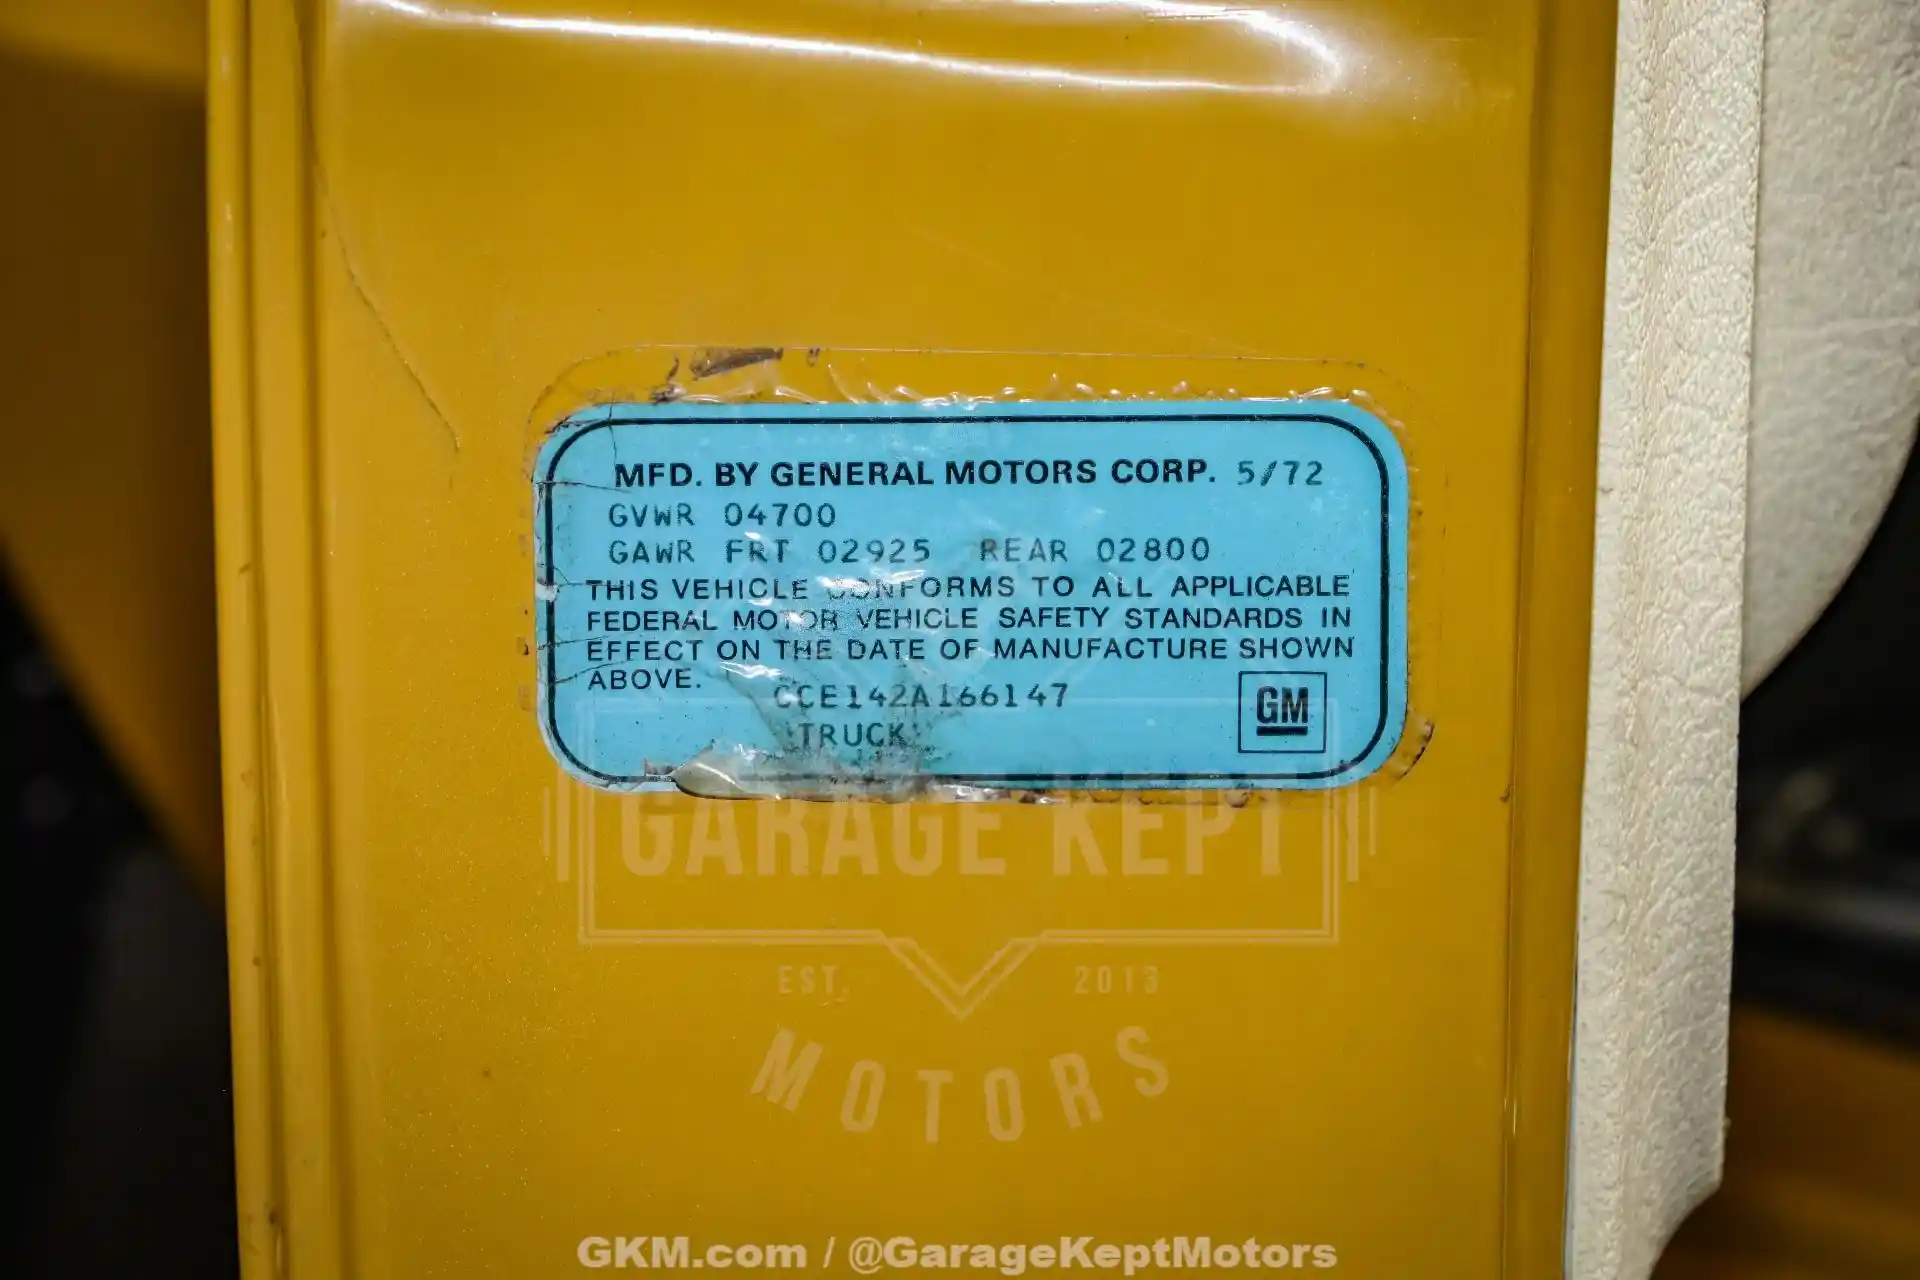 MFD. BY GENERAL MOTORS CORP. 5/72
GVWR 04700
GAWR FRT 02925 REAR 02800
THIS VEHICLE CONFORMS TO ALL APPLICABLE
FEDERAL MOTOR VEHICLE SAFETY STANDARDS IN
EFFECT ON THE DATE OF MANUFACTURE SHOWN
ABOVE.
CCE142A166147
TRUCK
GM
GARAGE KEPT
EST. 2013
MOTORS
GKM.com / @GarageKeptMotors